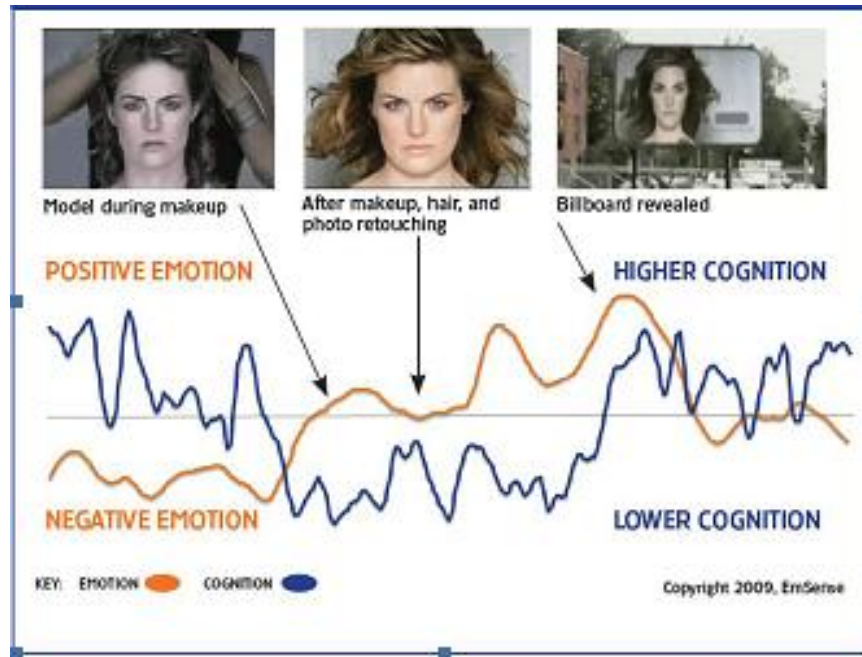 Model during makeup
After makeup, hair, and
photo retouching
Billboard revealed
POSITIVE EMOTION
HIGHER COGNITION
NEGATIVE EMOTION
LOWER COGNITION
KEY: EMOTION COGNITION
Copyright 2009, EmSense